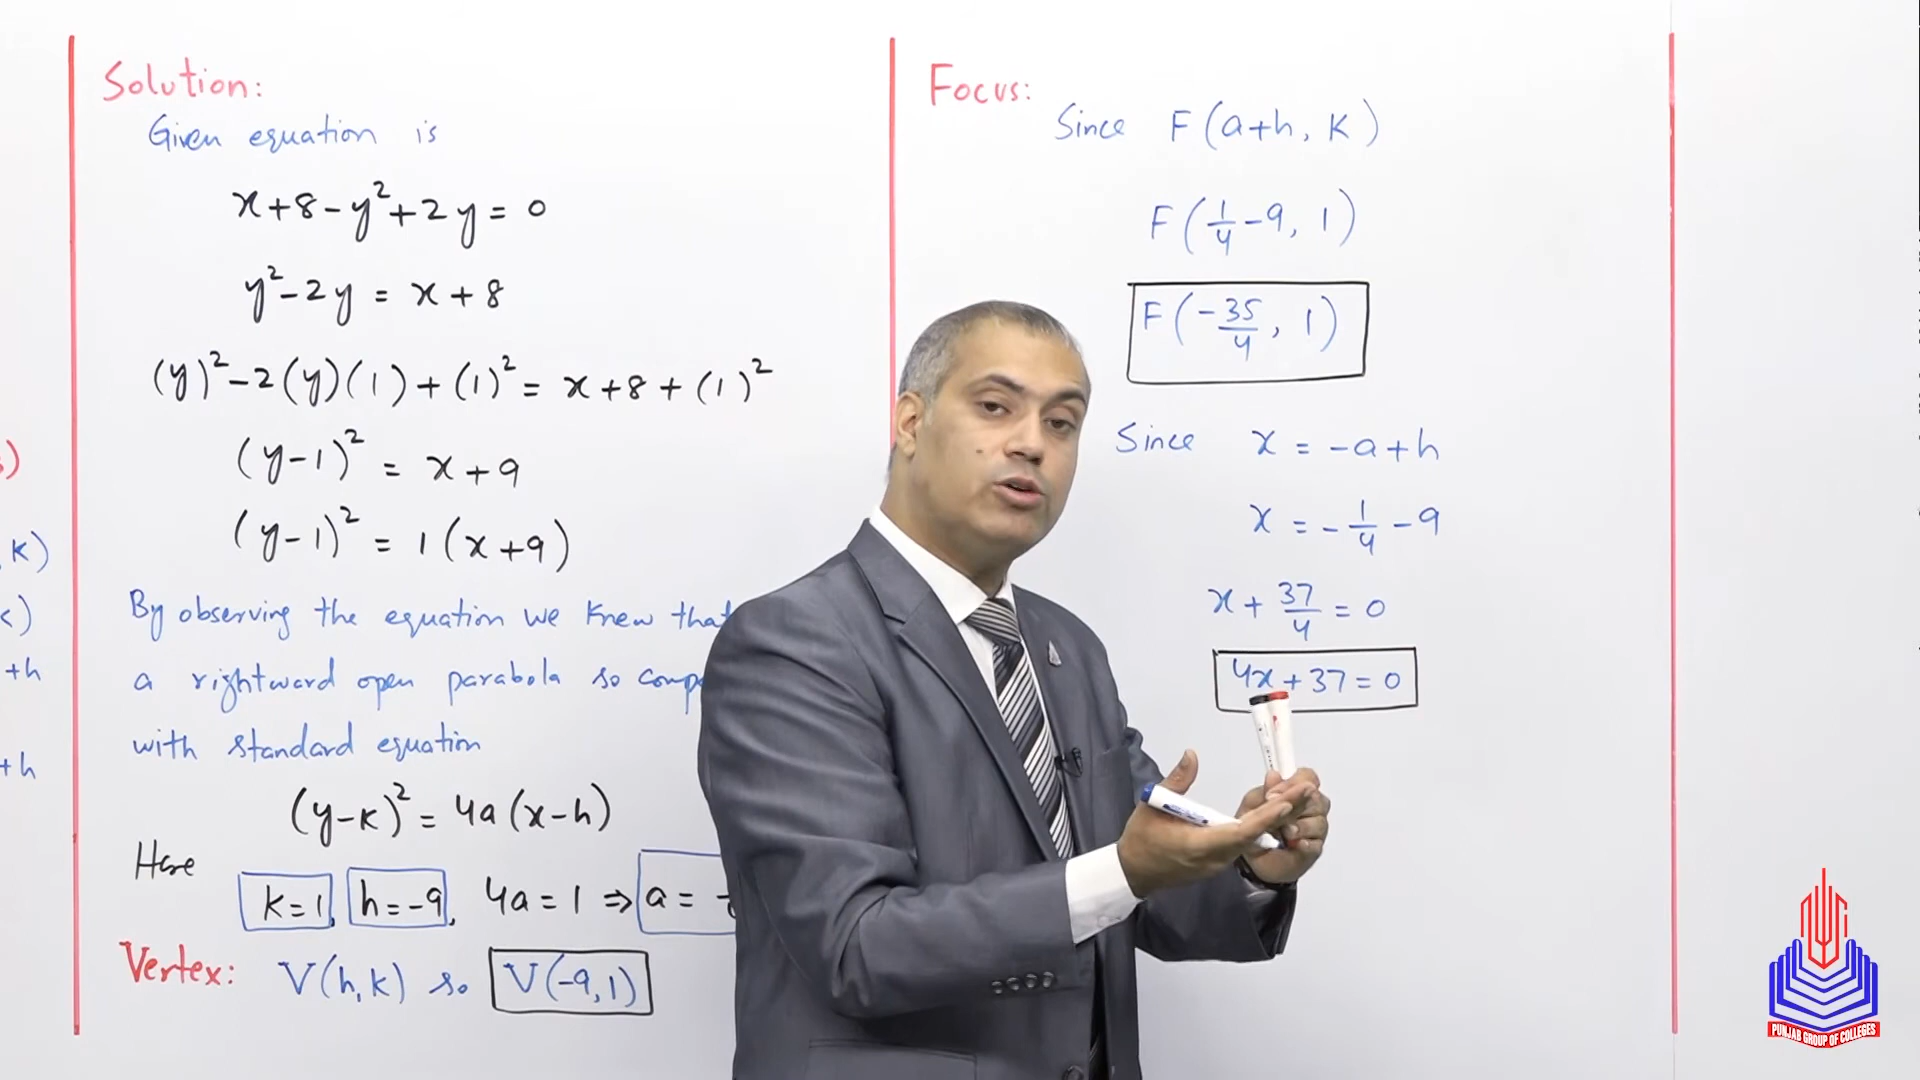 s)
, K)
<)
+h
+h
Solution:
Given equation is
x+8-y²+2y=0
y²-2y = x+8
(y)²-2(y)(1)+(1)² = x+8+(1)²
(y-1)² = x+9
(y-1)² = 1(x+9)
By observing the equation we knew that
a rightward open parabola so comp
with standard equation
(y-k)² = 4a(x-h)
Here
k=1, h=-9, 4a=1 ⇒ a=
Vertex: V(h,k) so V(-9,1)
Focus:
Since F(a+h, K)
F(1/4-9, 1)
F(-35/4, 1)
Since x = -a+h
x = -1/4-9
x+37/4=0
4x+37=0
PUNJAB GROUP OF COLLEGES